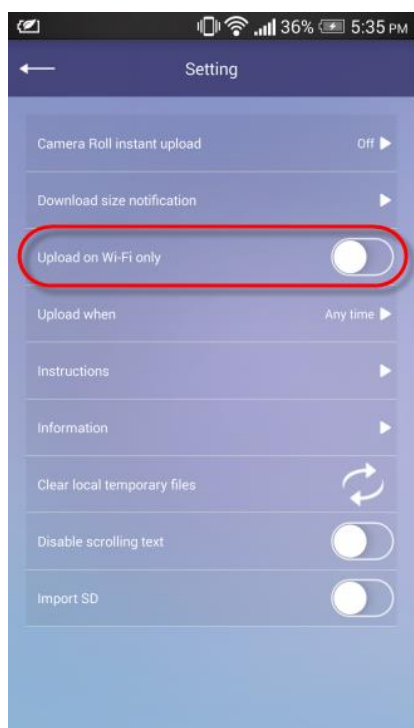 36% 5:35 PM
Setting
Camera Roll instant upload Off
Download size notification
Upload on Wi-Fi only
Upload when Any time
Instructions
Information
Clear local temporary files
Disable scrolling text
Import SD